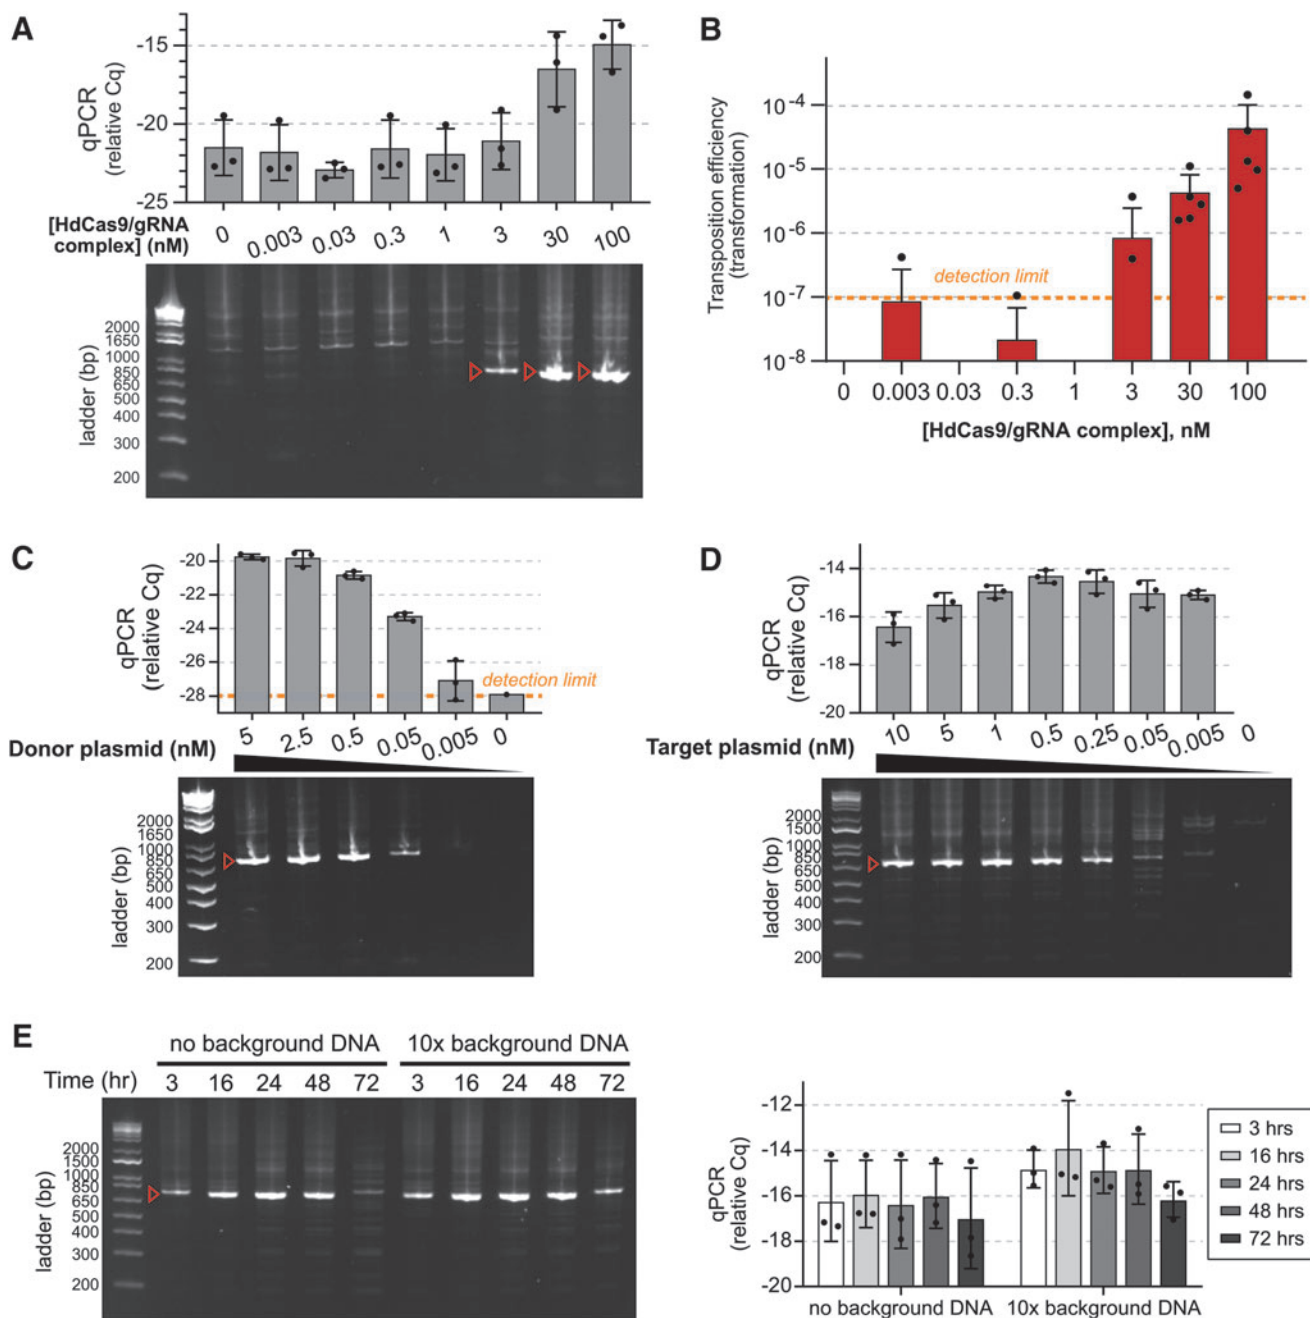 A
qPCR
(relative Cq)
-15
-20
-25
[HdCas9/gRNA
complex] (nM)
0 0.003 0.03 0.3 1 3 30 100
ladder (bp)
2000
1650
1000
850
650
500
400
300
200
B
Transposition efficiency
(transformation)
10-4
10-5
10-6
10-7
10-8
detection limit
0 0.003 0.03 0.3 1 3 30 100
[HdCas9/gRNA complex], nM
C
qPCR
(relative Cq)
-20
-22
-24
-26
-28
detection limit
Donor plasmid (nM)
5 2.5 0.5 0.05 0.005 0
ladder (bp)
2000
1650
1000
850
650
500
400
300
200
D
qPCR
(relative Cq)
-14
-16
-18
-20
Target plasmid (nM)
10 5 1 0.5 0.25 0.05 0.005 0
ladder (bp)
2000
1500
1000
850
650
500
400
300
200
E
no background DNA 10x background DNA
Time (hr) 3 16 24 48 72 3 16 24 48 72
ladder (bp)
2000
1500
1000
850
650
500
400
300
200
qPCR
(relative Cq)
-12
-14
-16
-18
-20
no background DNA 10x background DNA
3 hrs
16 hrs
24 hrs
48 hrs
72 hrs